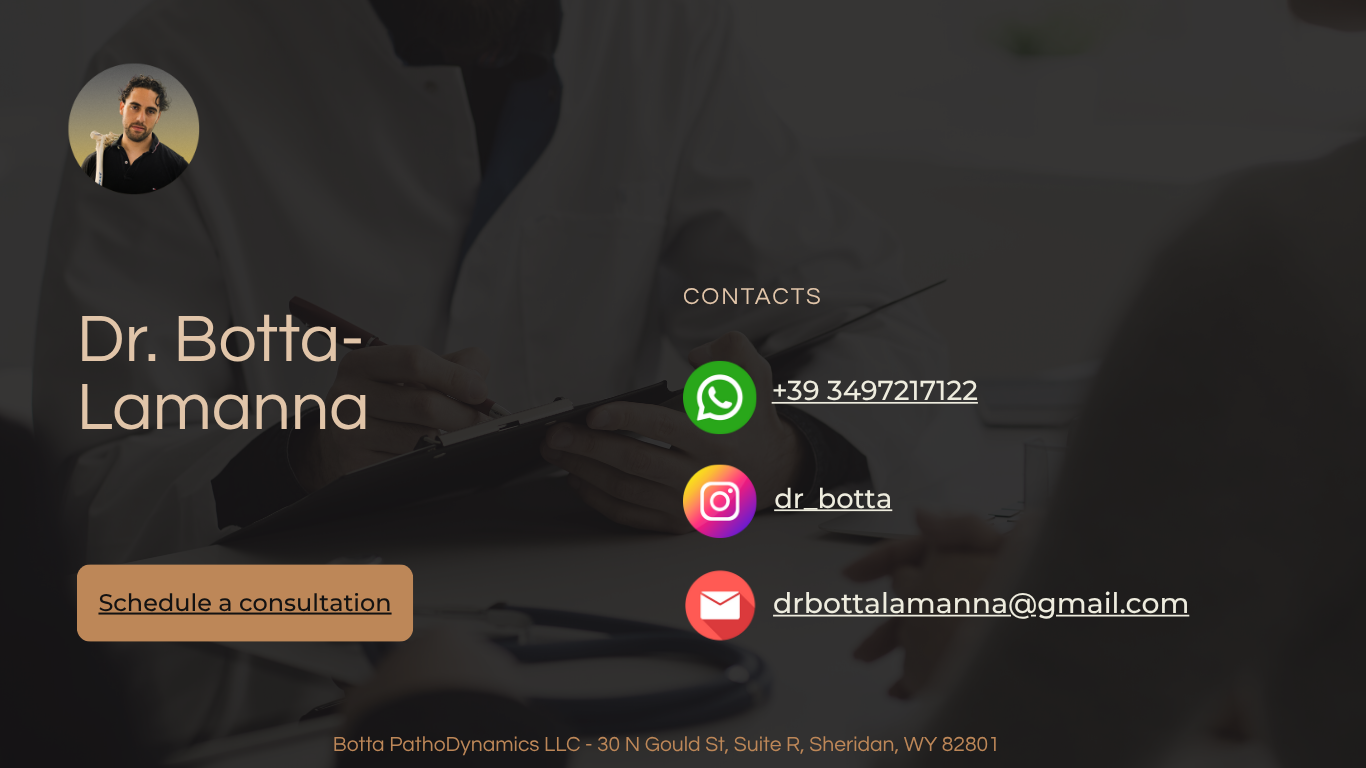 Dr. Botta-
Lamanna
Schedule a consultation
CONTACTS
+39 3497217122
dr_botta
drbottalamanna@gmail.com
Botta PathoDynamics LLC - 30 N Gould St, Suite R, Sheridan, WY 82801